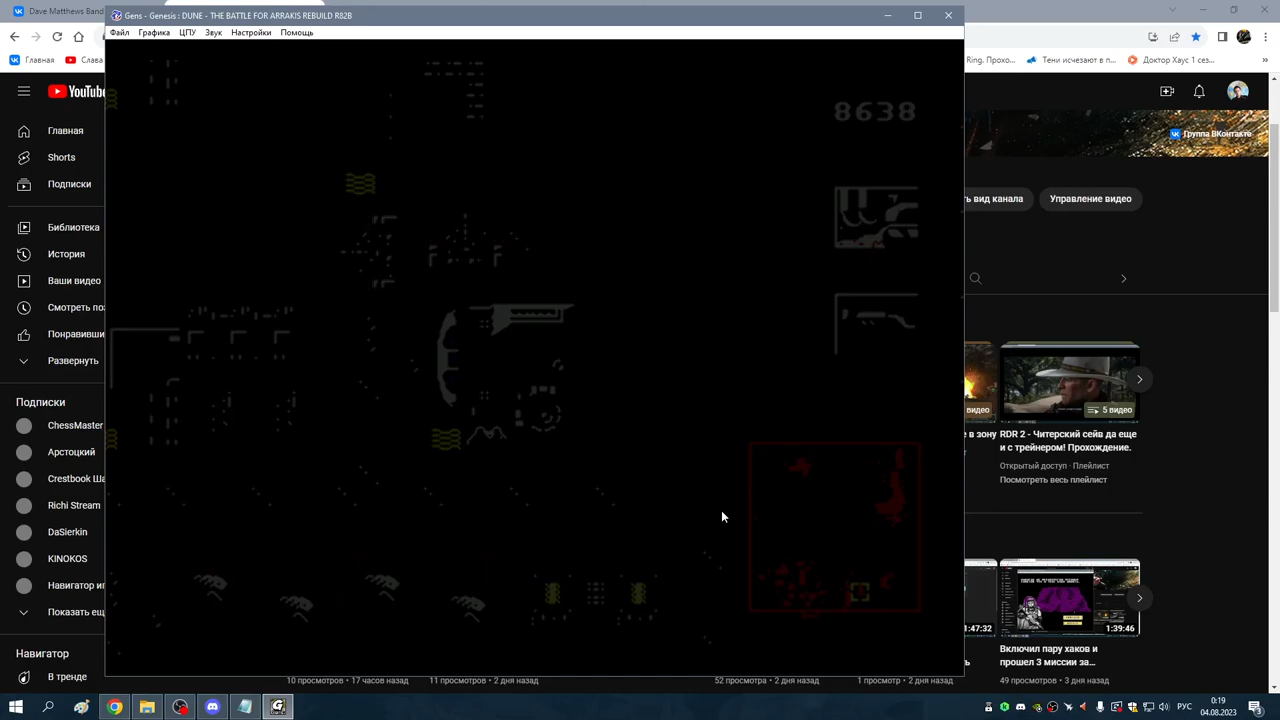 Dave Wanderer
Gens - Genesis : DUNE - THE BATTLE FOR ARRAKIS REBUILD R82B
Файл Графика ЦПУ Звук Настройки Помощь
Главная Слава
Ring. Прохо... Тени исчезают в п... Доктор Хаус 1 сез...
YouTube
8638
Группа ВКонтакте
Главная
Shorts
Подписки
ть вид канала Управление видео
Библиотека
История
Ваши видео
Смотреть по
Понравивши
Развернуть
Подписки
ChessMaster
Арстоцкий
Crestbook Ша
Richi Stream
DaSierkin
KINOKOS
Навигатор иг
Показать ещ
Навигатор
В тренде
видео
5 видео
е в зону
RDR 2 - Читерский сейв да еще
и с трейнером! Прохождение.
Открытый доступ · Плейлист
Посмотреть весь плейлист
1:47:32
1:39:46
Включил пару хаков и
прошел 3 миссии за...
10 просмотров • 17 часов назад
11 просмотров • 2 дня назад
52 просмотра • 2 дня назад
1 просмотр • 2 дня назад
49 просмотров • 3 дня назад
РУС
0:19
04.08.2023